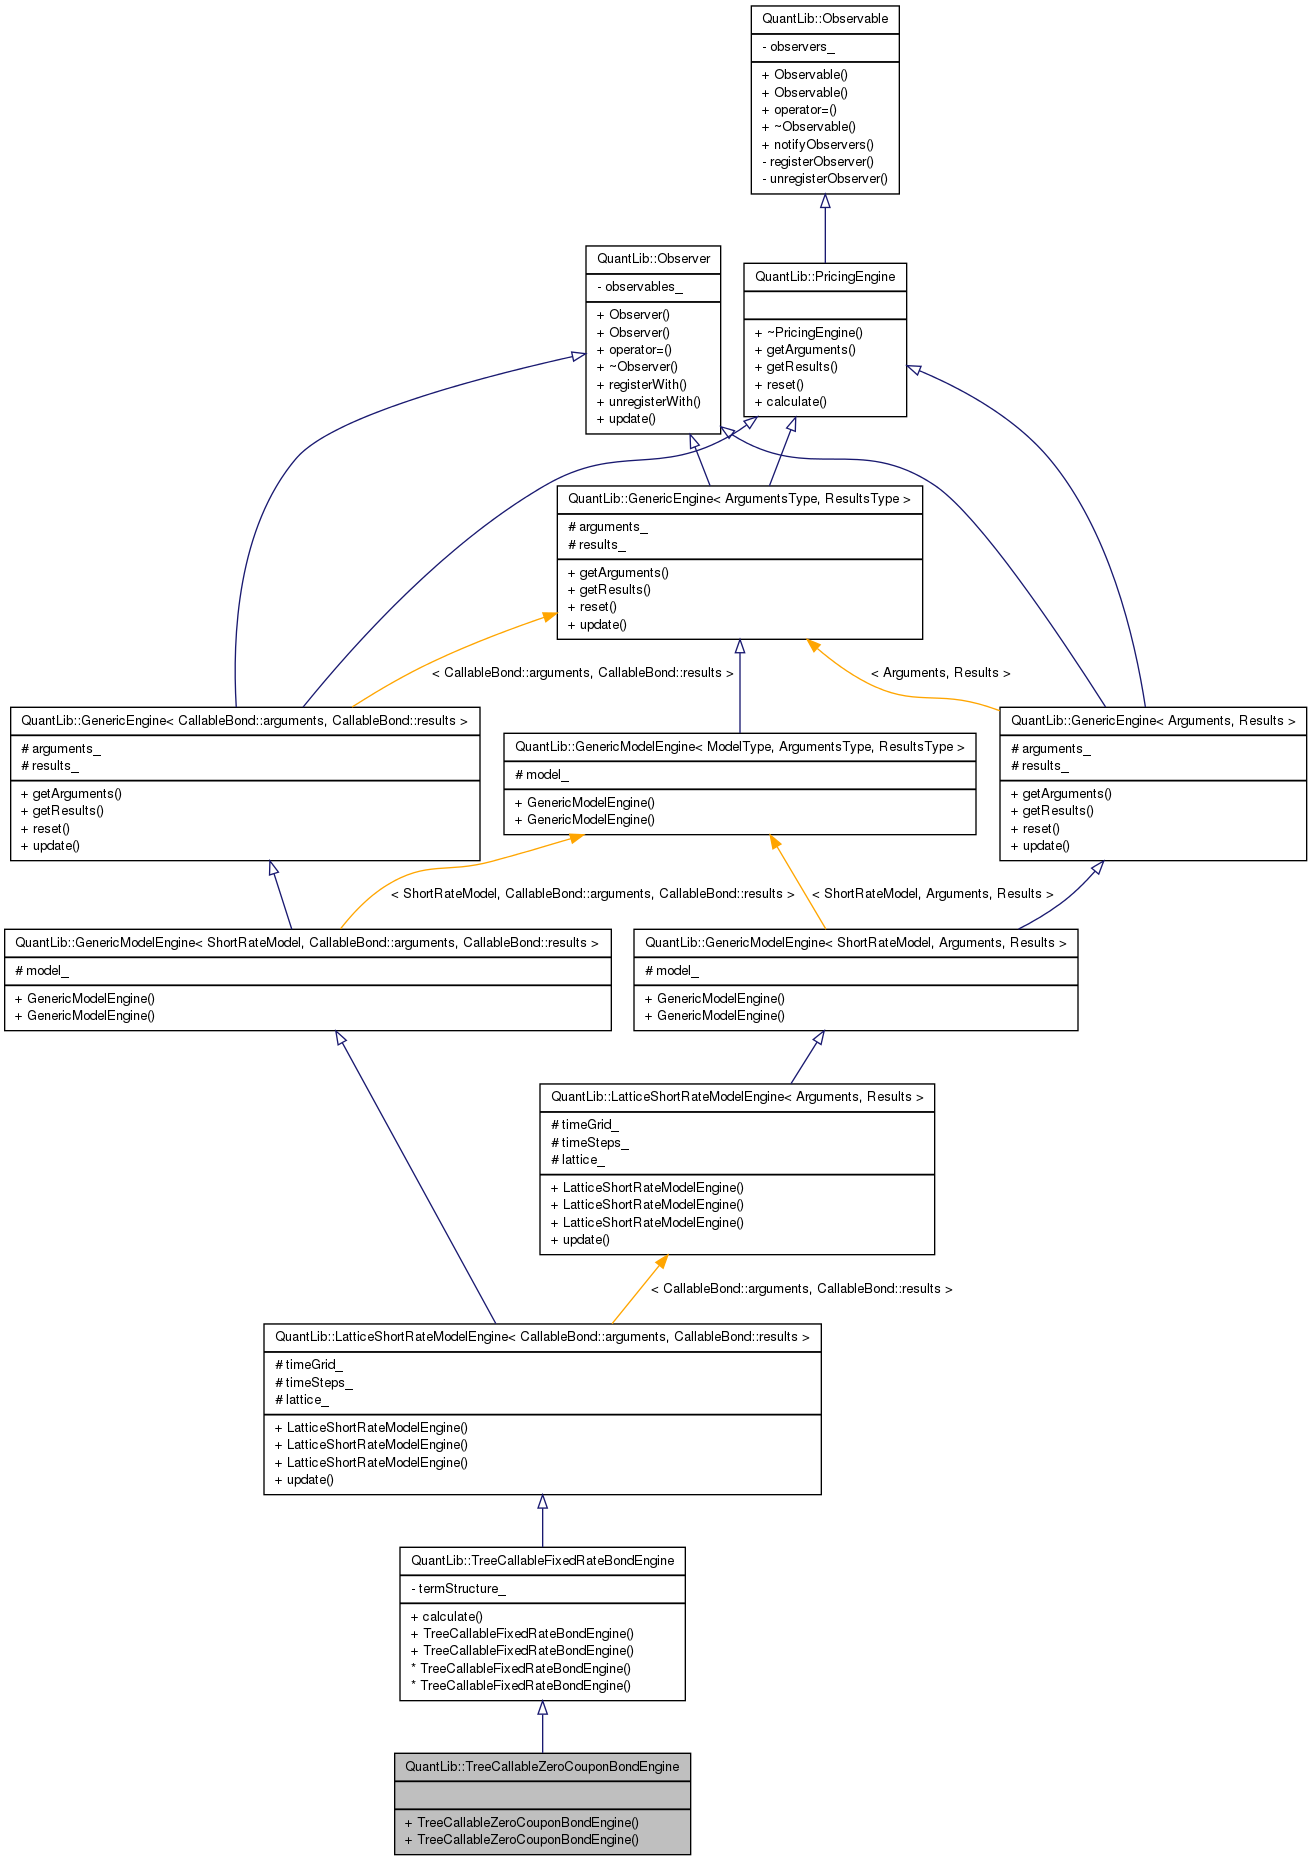 QuantLib::Observable
- observers_
+ Observable()
+ Observable()
+ operator=()
+ ~Observable()
+ notifyObservers()
- registerObserver()
- unregisterObserver()
QuantLib::Observer
- observables_
+ Observer()
+ Observer()
+ operator=()
+ ~Observer()
+ registerWith()
+ unregisterWith()
+ update()
QuantLib::PricingEngine
+ ~PricingEngine()
+ getArguments()
+ getResults()
+ reset()
+ calculate()
QuantLib::GenericEngine< ArgumentsType, ResultsType >
# arguments_
# results_
+ getArguments()
+ getResults()
+ reset()
+ update()
< CallableBond::arguments, CallableBond::results >
< Arguments, Results >
QuantLib::GenericEngine< CallableBond::arguments, CallableBond::results >
# arguments_
# results_
+ getArguments()
+ getResults()
+ reset()
+ update()
QuantLib::GenericModelEngine< ModelType, ArgumentsType, ResultsType >
# model_
+ GenericModelEngine()
+ GenericModelEngine()
QuantLib::GenericEngine< Arguments, Results >
# arguments_
# results_
+ getArguments()
+ getResults()
+ reset()
+ update()
< ShortRateModel, CallableBond::arguments, CallableBond::results >
< ShortRateModel, Arguments, Results >
QuantLib::GenericModelEngine< ShortRateModel, CallableBond::arguments, CallableBond::results >
# model_
+ GenericModelEngine()
+ GenericModelEngine()
QuantLib::GenericModelEngine< ShortRateModel, Arguments, Results >
# model_
+ GenericModelEngine()
+ GenericModelEngine()
QuantLib::LatticeShortRateModelEngine< Arguments, Results >
# timeGrid_
# timeSteps_
# lattice_
+ LatticeShortRateModelEngine()
+ LatticeShortRateModelEngine()
+ LatticeShortRateModelEngine()
+ update()
< CallableBond::arguments, CallableBond::results >
QuantLib::LatticeShortRateModelEngine< CallableBond::arguments, CallableBond::results >
# timeGrid_
# timeSteps_
# lattice_
+ LatticeShortRateModelEngine()
+ LatticeShortRateModelEngine()
+ LatticeShortRateModelEngine()
+ update()
QuantLib::TreeCallableFixedRateBondEngine
- termStructure_
+ calculate()
+ TreeCallableFixedRateBondEngine()
+ TreeCallableFixedRateBondEngine()
* TreeCallableFixedRateBondEngine()
* TreeCallableFixedRateBondEngine()
QuantLib::TreeCallableZeroCouponBondEngine
+ TreeCallableZeroCouponBondEngine()
+ TreeCallableZeroCouponBondEngine()